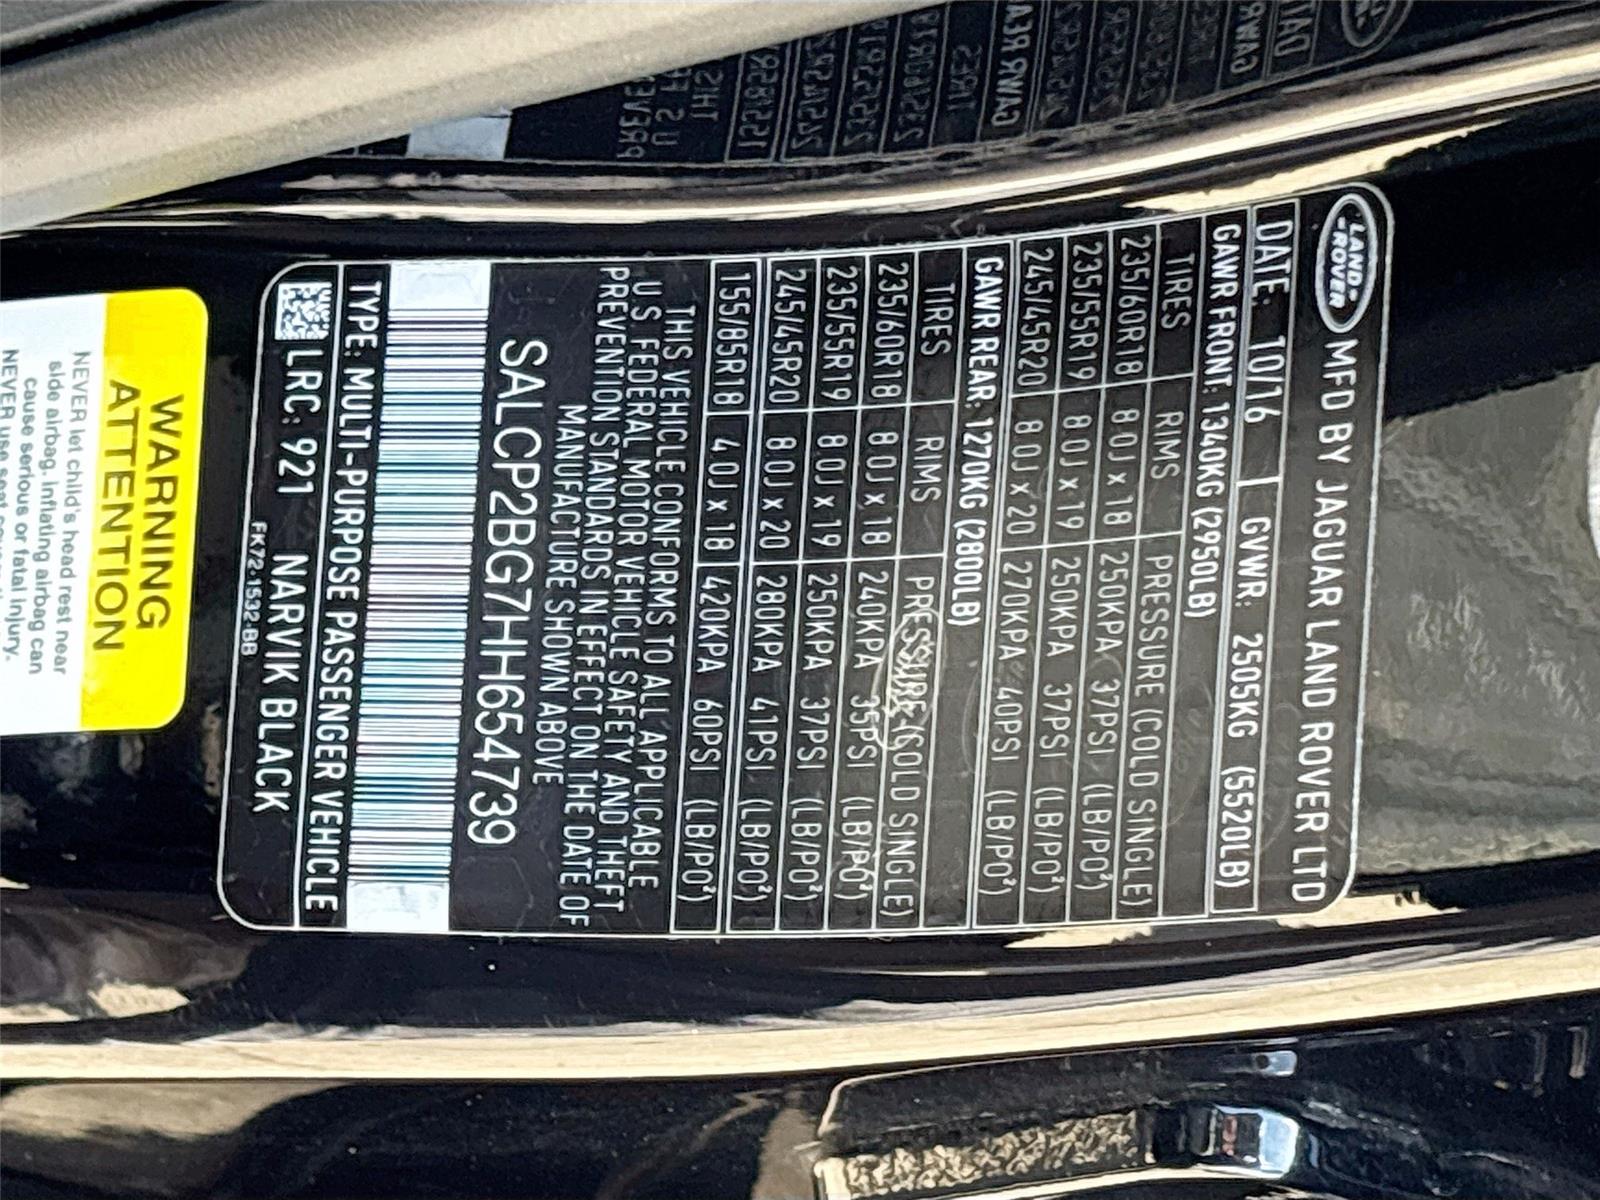 LAND-
-ROVER
MFD BY JAGUAR LAND ROVER LTD
DATE: 10/16 GVWR: 2505KG (5520LB)
GAWR FRONT: 1340KG (2950LB)
TIRES RIMS PRESSURE (COLD SINGLE)
235/60R18 8.0J x 18 250KPA 37PSI (LB/PO²)
235/55R19 8.0J x 19 250KPA 37PSI (LB/PO²)
245/45R20 8.0J x 20 270KPA 40PSI (LB/PO²)
GAWR REAR: 1270KG (2800LB)
TIRES RIMS PRESSURE (COLD SINGLE)
235/60R18 8.0J x 18 240KPA 35PSI (LB/PO²)
235/55R19 8.0J x 19 250KPA 37PSI (LB/PO²)
245/45R20 8.0J x 20 280KPA 41PSI (LB/PO²)
155/85R18 4.0J x 18 420KPA 60PSI (LB/PO²)
THIS VEHICLE CONFORMS TO ALL APPLICABLE
U.S. FEDERAL MOTOR VEHICLE SAFETY AND THEFT
PREVENTION STANDARDS IN EFFECT ON THE DATE OF
MANUFACTURE SHOWN ABOVE
SALCP2BG7HH654739
TYPE: MULTI-PURPOSE PASSENGER VEHICLE
LRC: 921 NARVIK BLACK
FK72-1532-BB
WARNING
ATTENTION
NEVER let child's head rest near
side airbag. Inflating airbag can
cause serious or fatal injury.
NEVER use seat